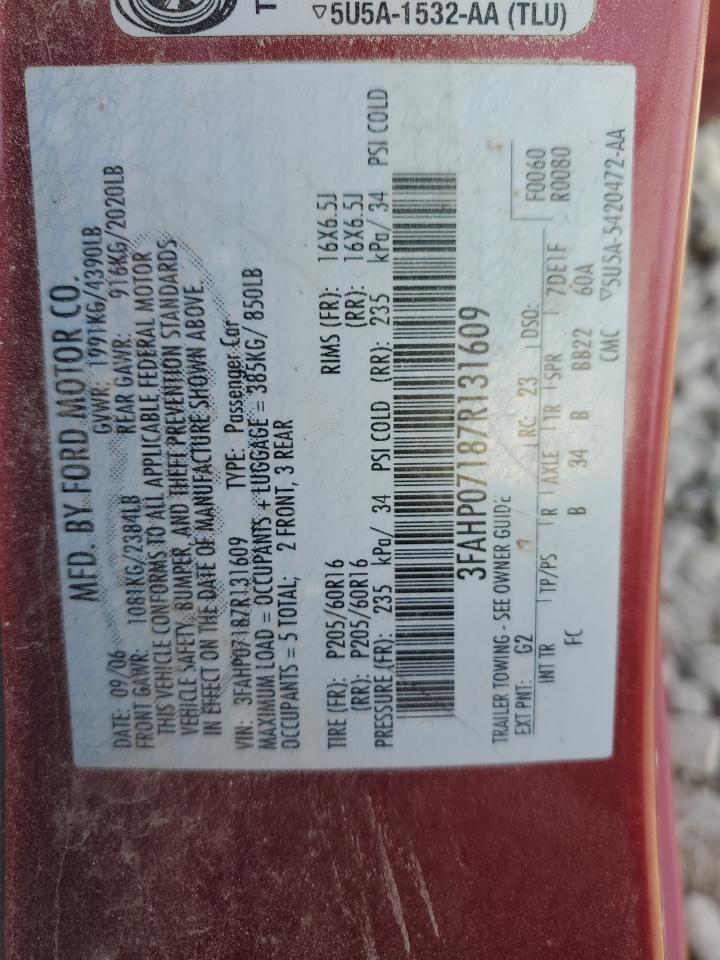 ▽5U5A-1532-AA (TLU)
MFD. BY FORD MOTOR CO.
DATE: 09/06 GVWR: 1991KG/4390LB
FRONT GAWR: 1081KG/2384LB REAR GAWR: 916KG/2020LB
THIS VEHICLE CONFORMS TO ALL APPLICABLE FEDERAL MOTOR
VEHICLE SAFETY, BUMPER, AND THEFT PREVENTION STANDARDS
IN EFFECT ON THE DATE OF MANUFACTURE SHOWN ABOVE.
VIN: 3FAHP07187R131609 TYPE: Passenger Car
MAXIMUM LOAD = OCCUPANTS + LUGGAGE = 385KG/ 850LB
OCCUPANTS = 5 TOTAL; 2 FRONT, 3 REAR
TIRE (FR): P205/60R16 RIMS (FR): 16X6.5J
(RR): P205/60R16 (RR): 16X6.5J
PRESSURE (FR): 235 kPa/ 34 PSI COLD (RR): 235 kPa/ 34 PSI COLD
3FAHP07187R131609
TRAILER TOWING - SEE OWNER GUIDE
EXT PNT: G2 RC: 23 DSO: F0060
R0080
INT TR TP/PS R AXLE TR SPR 7DE1F
FC B 34 B BB22 60A
CMC ▽5U5A-5420472-AA